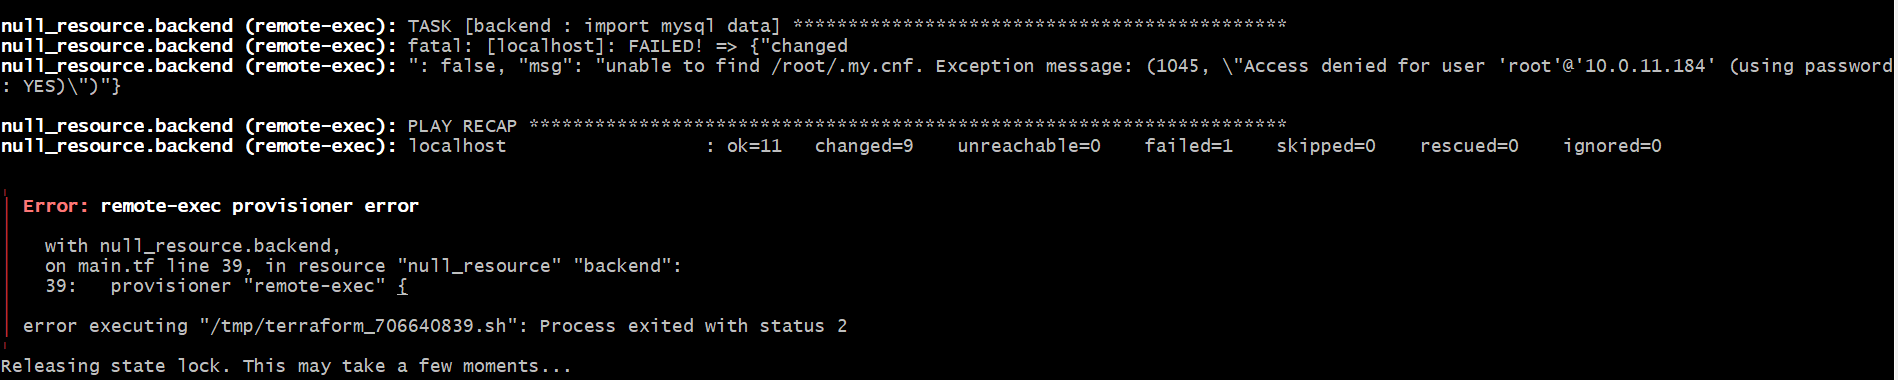 null_resource.backend (remote-exec): TASK [backend : import mysql data] *********************************************
null_resource.backend (remote-exec): fatal: [localhost]: FAILED! => {"changed
null_resource.backend (remote-exec): ": false, "msg": "unable to find /root/.my.cnf. Exception message: (1045, \"Access denied for user 'root'@'10.0.11.184' (using password
: YES)\")"}
null_resource.backend (remote-exec): PLAY RECAP *********************************************************************
null_resource.backend (remote-exec): localhost                  : ok=11   changed=9    unreachable=0    failed=1    skipped=0    rescued=0    ignored=0
Error: remote-exec provisioner error
with null_resource.backend,
on main.tf line 39, in resource "null_resource" "backend":
39:   provisioner "remote-exec" {
error executing "/tmp/terraform_706640839.sh": Process exited with status 2
Releasing state lock. This may take a few moments...